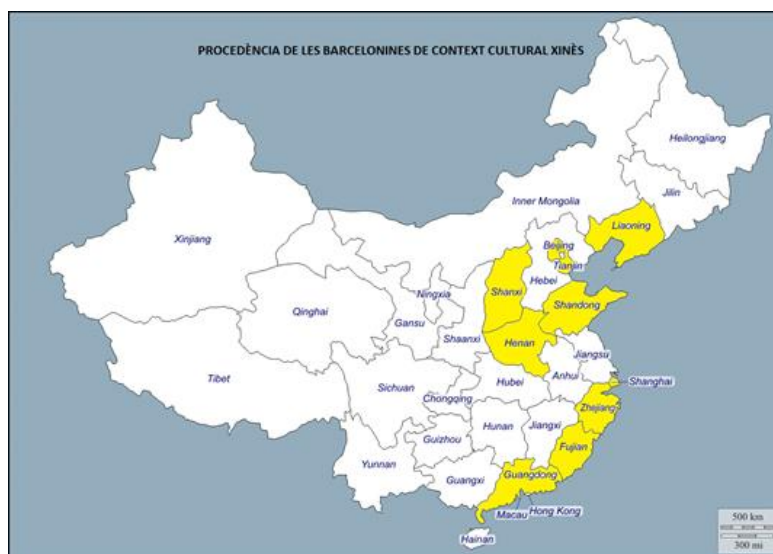 PROCEDÈNCIA DE LES BARCELONINES DE CONTEXT CULTURAL XINÈS
Heilongjiang
Jilin
Inner Mongolia
Liaoning
Xinjiang
Beijing
Tianjin
Hebei
Shanxi
Ningxia
Shandong
Qinghai
Gansu
Shaanxi
Henan
Jiangsu
Tibet
Anhui
Shanghai
Hubei
Sichuan
Chongqing
Zhejiang
Hunan
Jiangxi
Guizhou
Fujian
Yunnan
Guangxi
Guangdong
Hong Kong
Macau
Hainan
500 km
300 mi